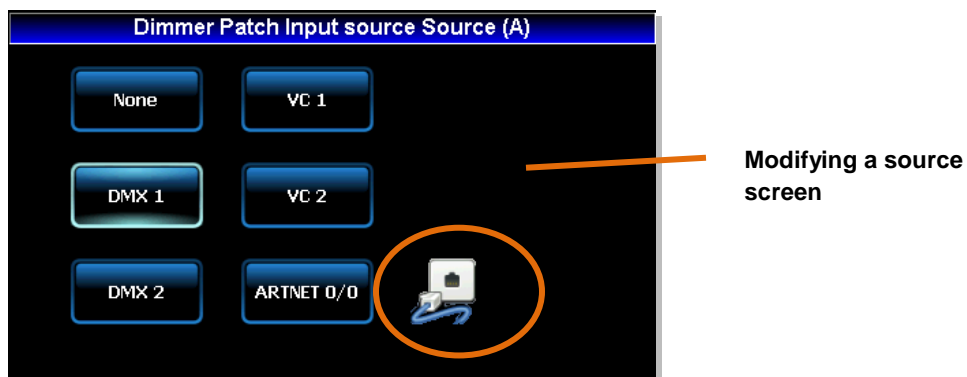 Dimmer Patch Input source Source (A)
None
VC 1
DMX 1
VC 2
DMX 2
ARTNET 0/0
Modifying a source
screen